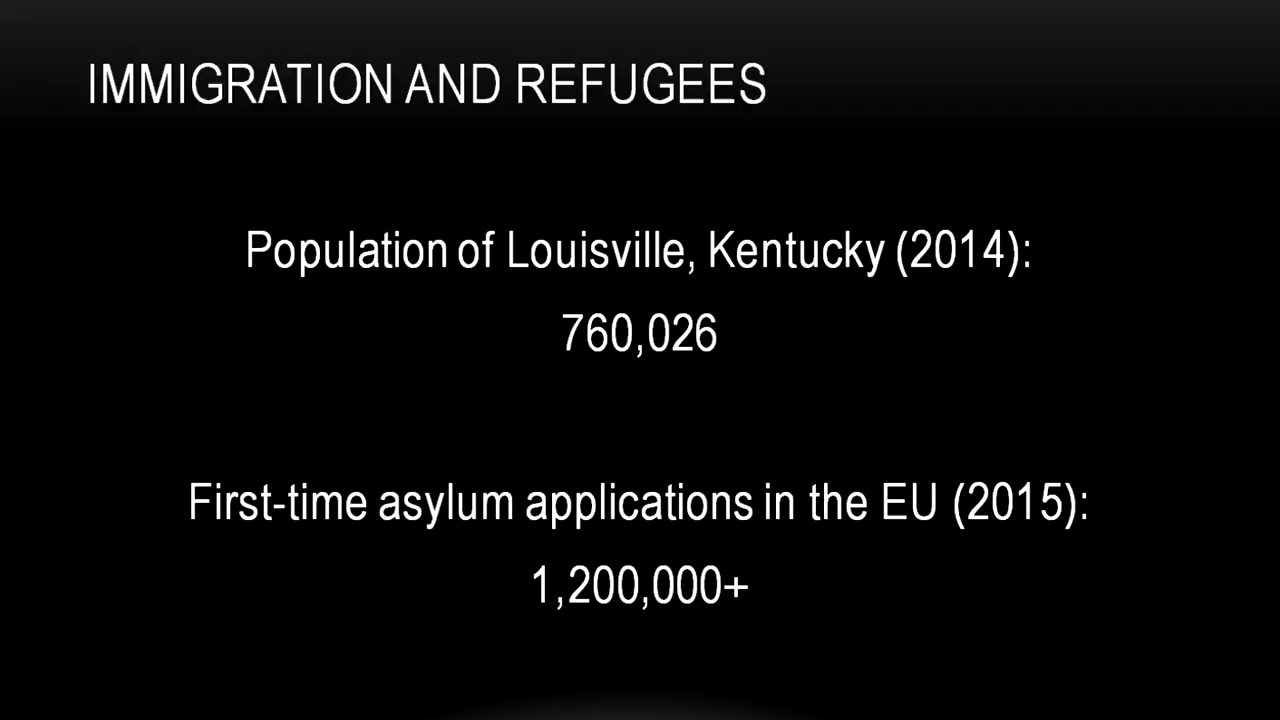 IMMIGRATION AND REFUGEES
Population of Louisville, Kentucky (2014):
760,026
First-time asylum applications in the EU (2015):
1,200,000+